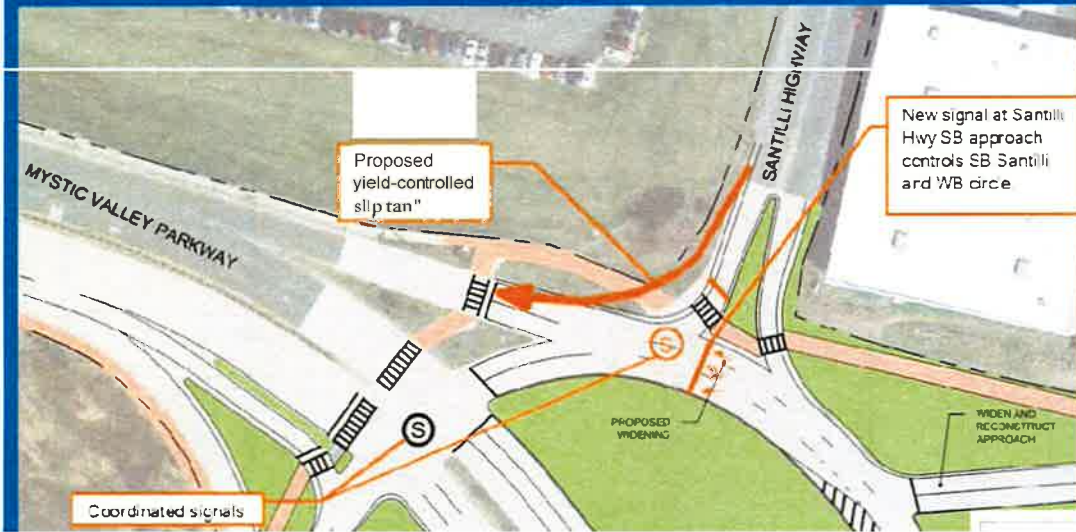 SANTILLI HIGHWAY
New signal at Santilli
Hwy SB approach
controls SB Santilli
and WB circle
Proposed
yield-controlled
slip tan"
MYSTIC VALLEY PARKWAY
S
S
PROPOSED
WIDENING
WIDEN AND
RECONSTRUCT
APPROACH
Coordinated signals